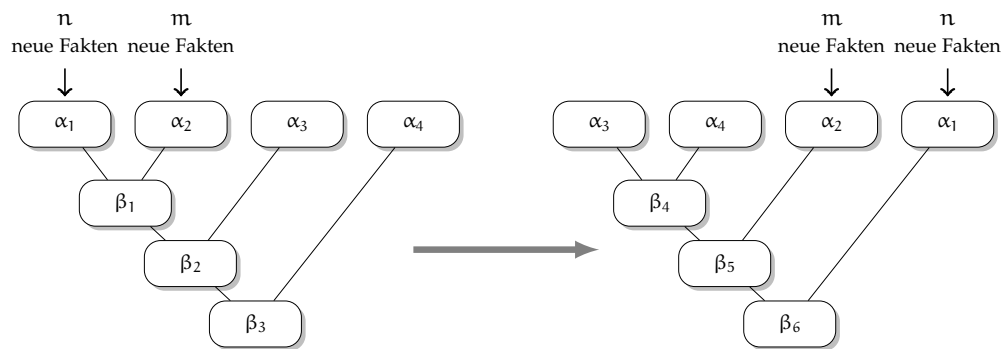 n m m n
neue Fakten neue Fakten neue Fakten neue Fakten
α₁ α₂ α₃ α₄ α₃ α₄ α₂ α₁
β₁ β₄
β₂ β₅
β₃ β₆